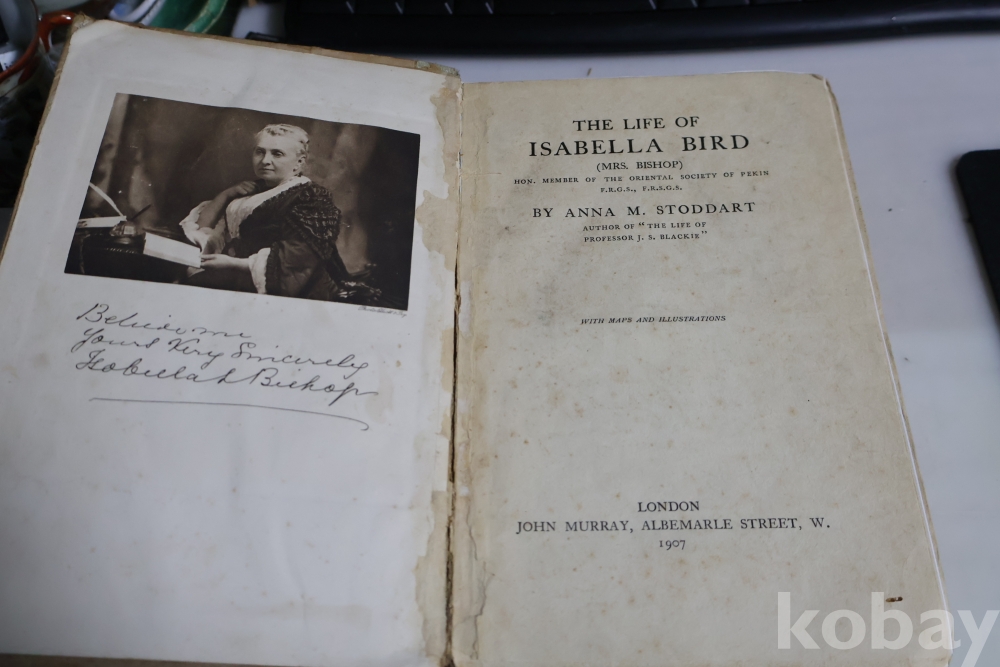 Believe me
Yours Very Sincerely
Isabella L Bishop
THE LIFE OF
ISABELLA BIRD
(MRS. BISHOP)
HON. MEMBER OF THE ORIENTAL SOCIETY OF PEKIN
F.R.G.S., F.R.S.G.S.
BY ANNA M. STODDART
AUTHOR OF "THE LIFE OF
PROFESSOR J. S. BLACKIE"
WITH MAPS AND ILLUSTRATIONS
LONDON
JOHN MURRAY, ALBEMARLE STREET, W.
1907
kobay